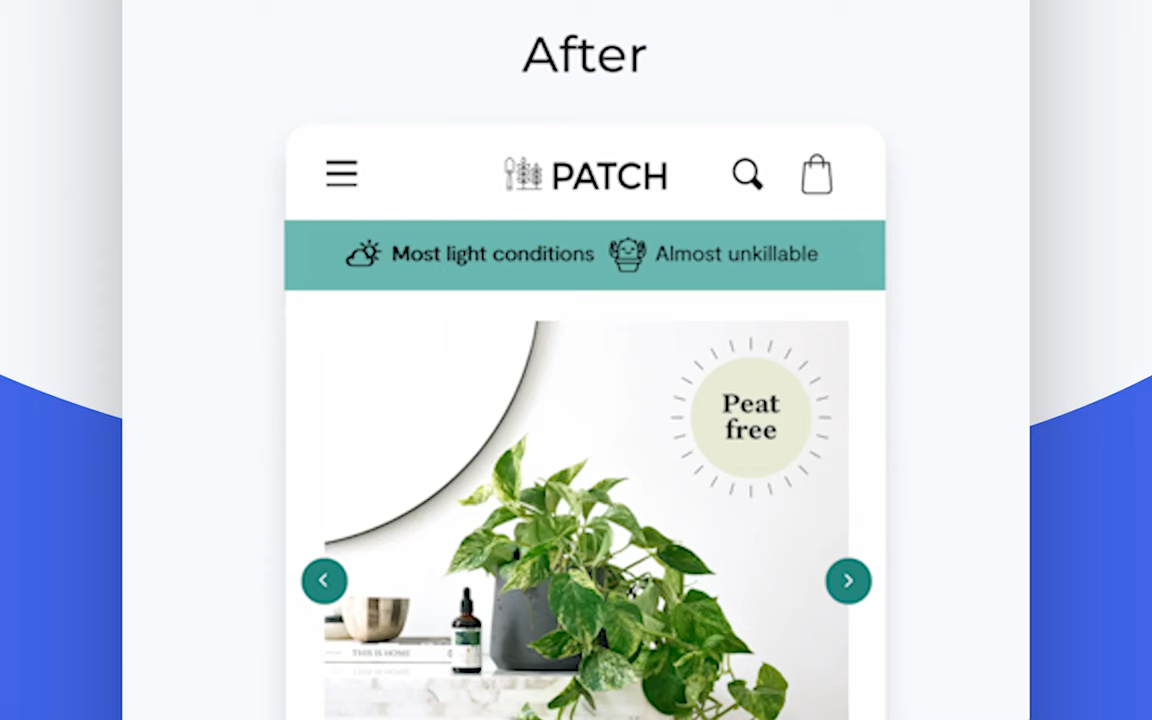 After
PATCH
Most light conditions Almost unkillable
Peat
free
THIS IS HOME